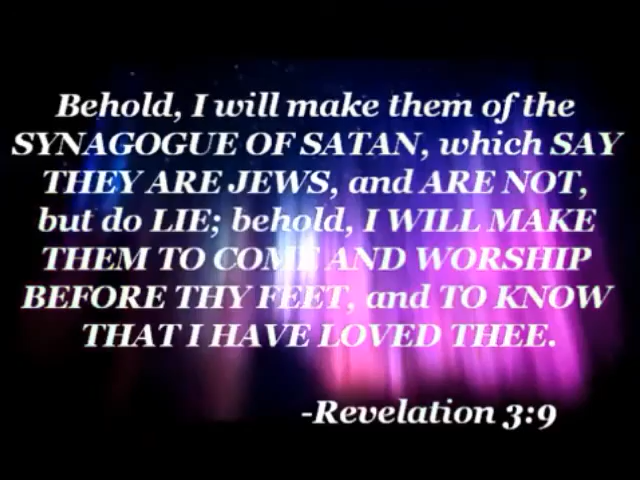 Behold, I will make them of the
SYNAGOGUE OF SATAN, which SAY
THEY ARE JEWS, and ARE NOT,
but do LIE; behold, I WILL MAKE
THEM TO COME AND WORSHIP
BEFORE THY FEET, and TO KNOW
THAT I HAVE LOVED THEE.
-Revelation 3:9